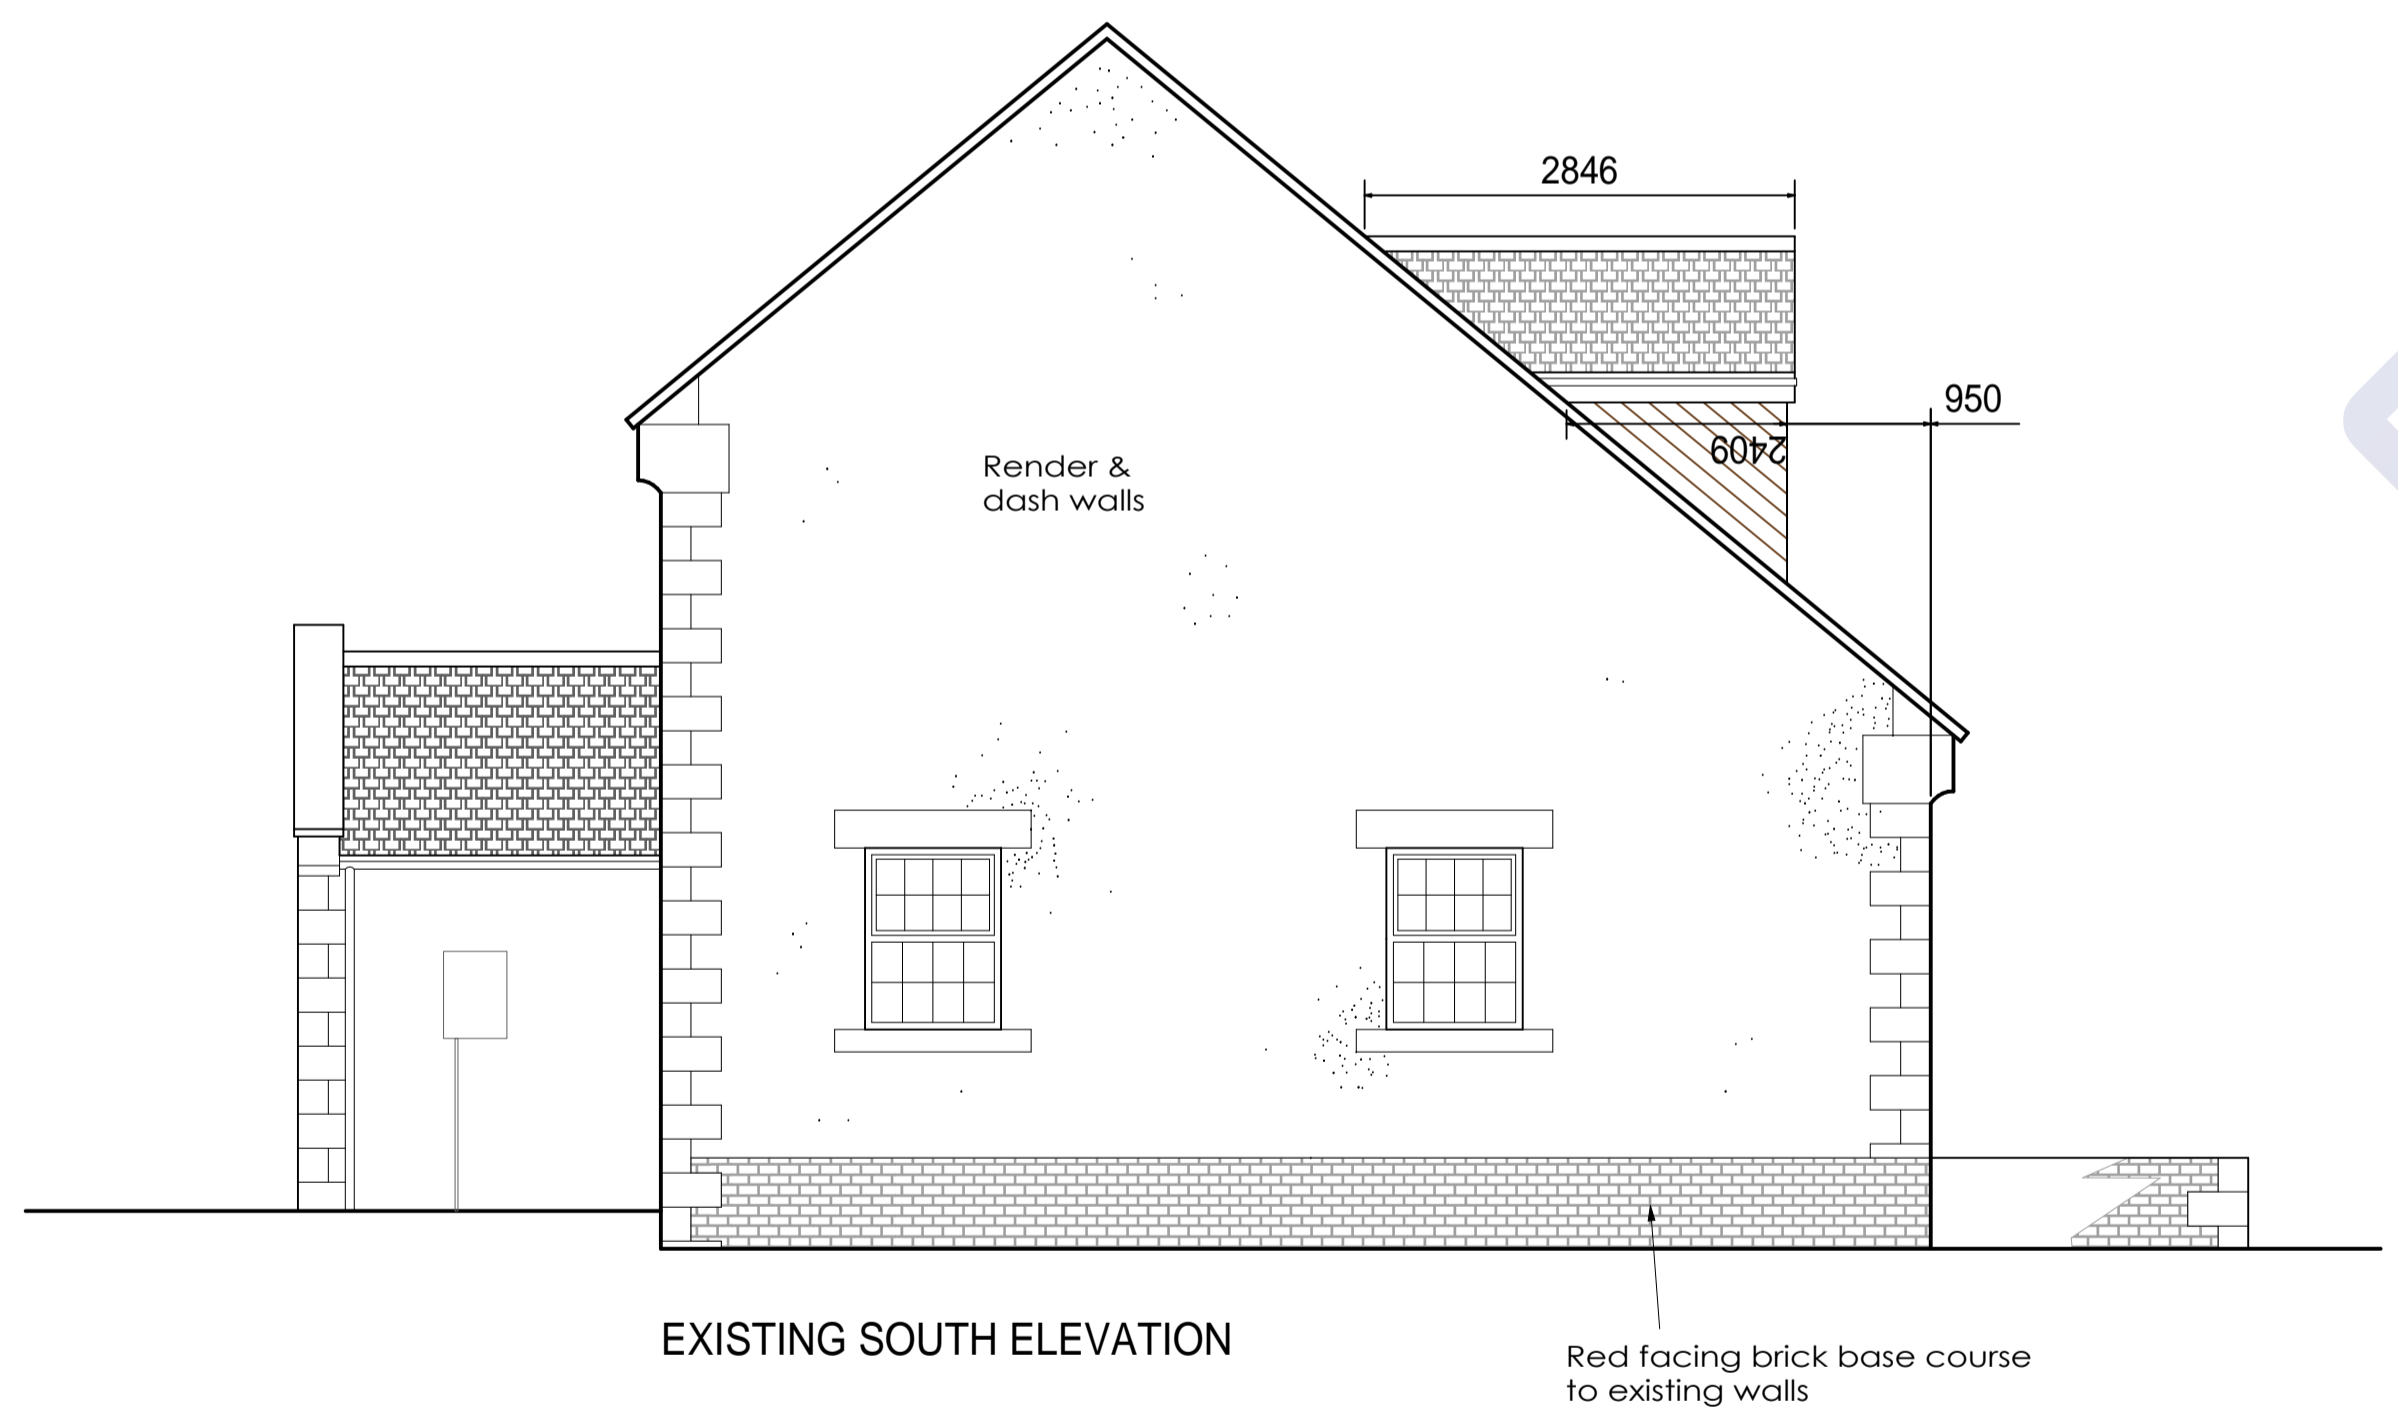 2846
950
2409
Render &
dash walls
EXISTING SOUTH ELEVATION
Red facing brick base course
to existing walls